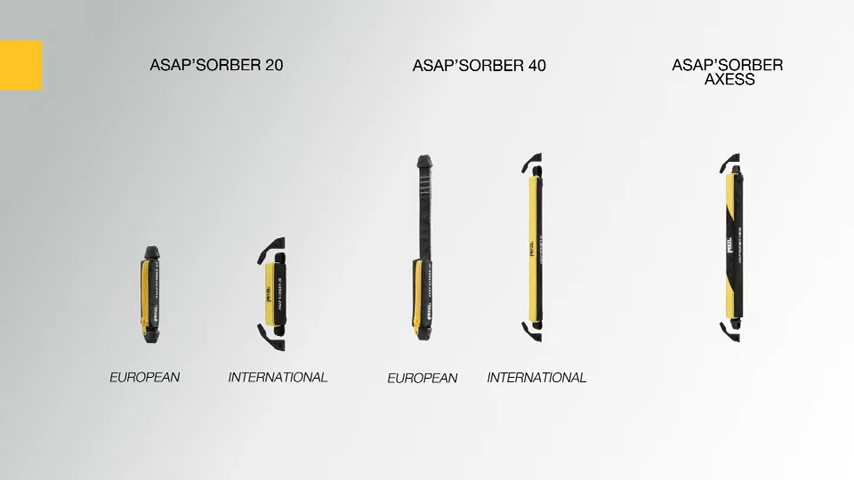 ASAP'SORBER 20
ASAP'SORBER 40
ASAP'SORBER
AXESS
EUROPEAN
INTERNATIONAL
EUROPEAN
INTERNATIONAL